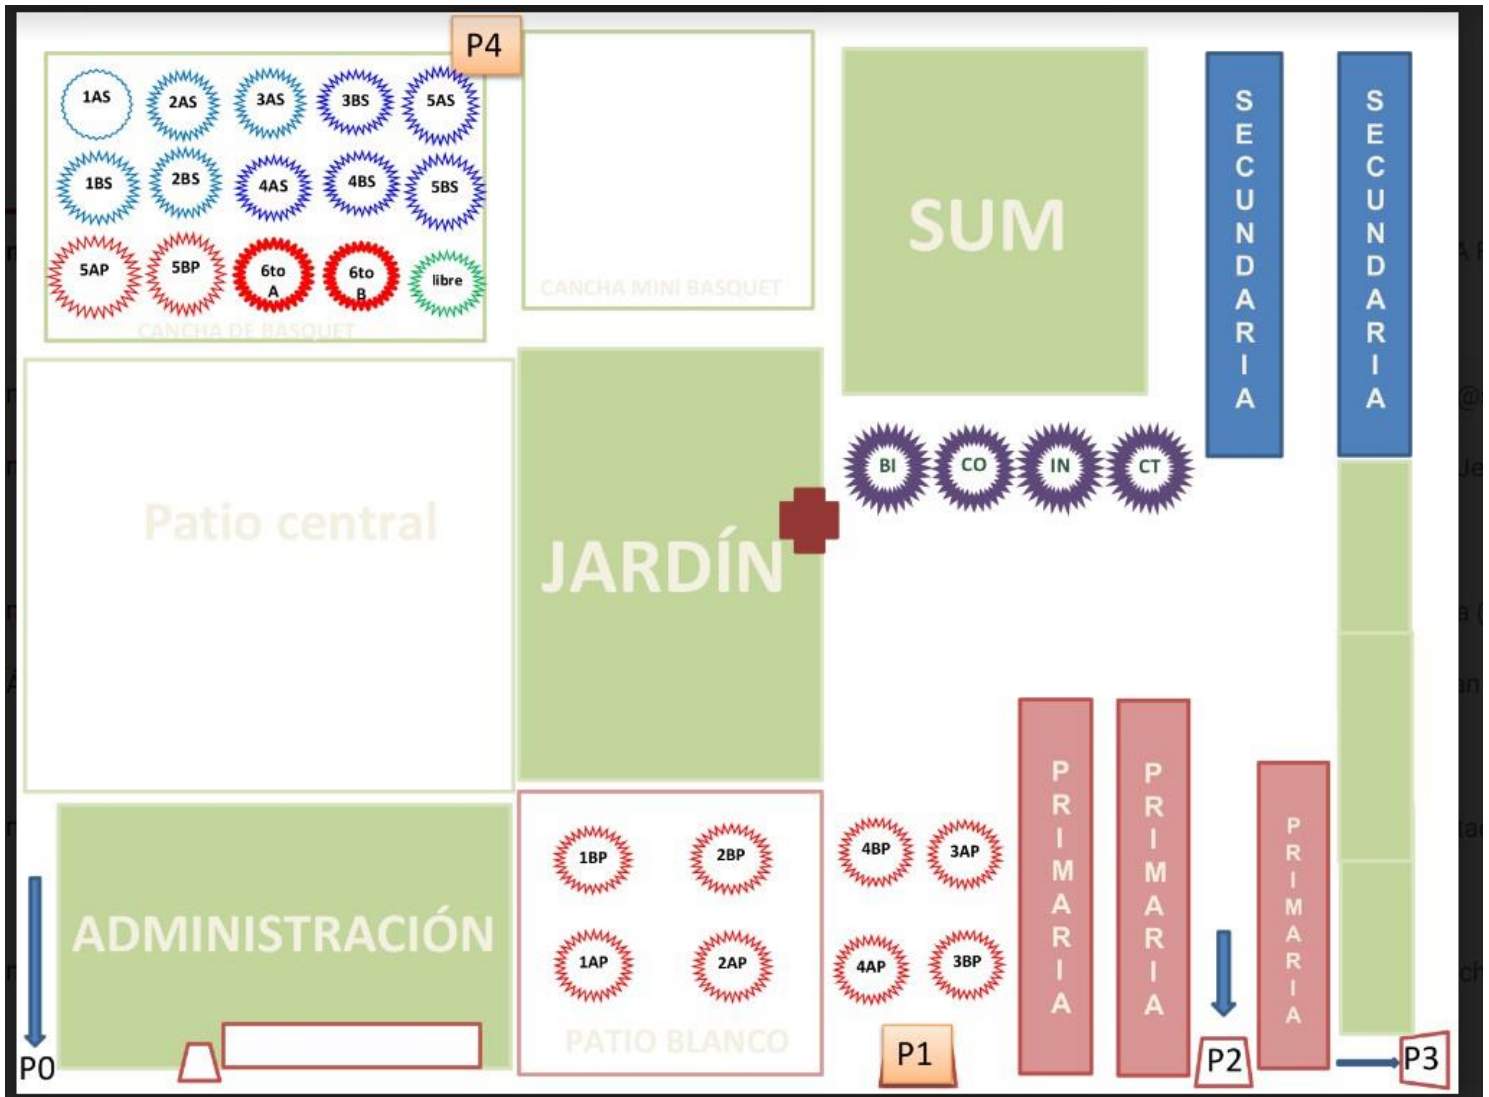 P4
1AS
2AS
3AS
3BS
5AS
1BS
2BS
4AS
4BS
5BS
5AP
5BP
6to
A
6to
B
libre
CANCHA DE BASQUET
CANCHA MINI BASQUET
SUM
SECUNDARIA
SECUNDARIA
Patio central
JARDÍN
BI
CO
IN
CT
ADMINISTRACIÓN
1BP
2BP
1AP
2AP
PATIO BLANCO
4BP
3AP
4AP
3BP
PRIMARIA
PRIMARIA
PRIMARIA
P0
P1
P2
P3